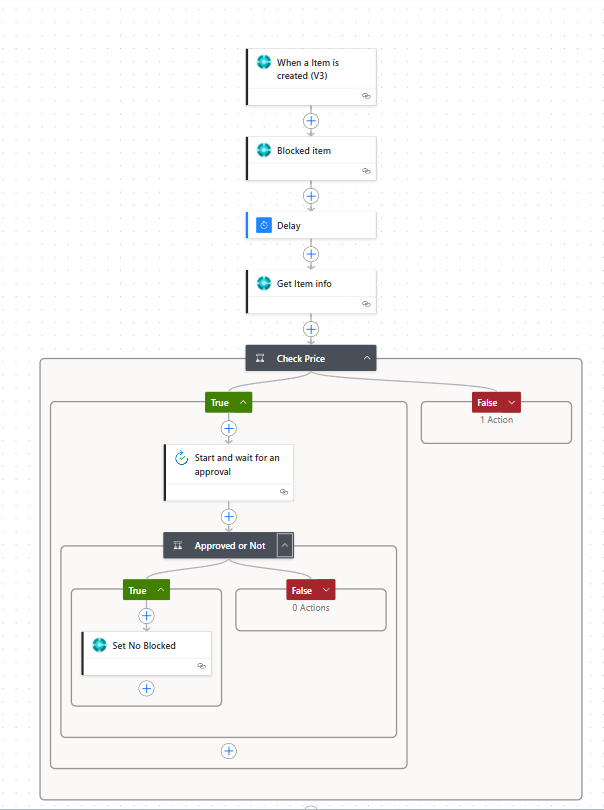 When a Item is
created (V3)
Blocked item
Delay
Get Item info
Check Price
True
False
1 Action
Start and wait for an
approval
Approved or Not
True
False
0 Actions
Set No Blocked